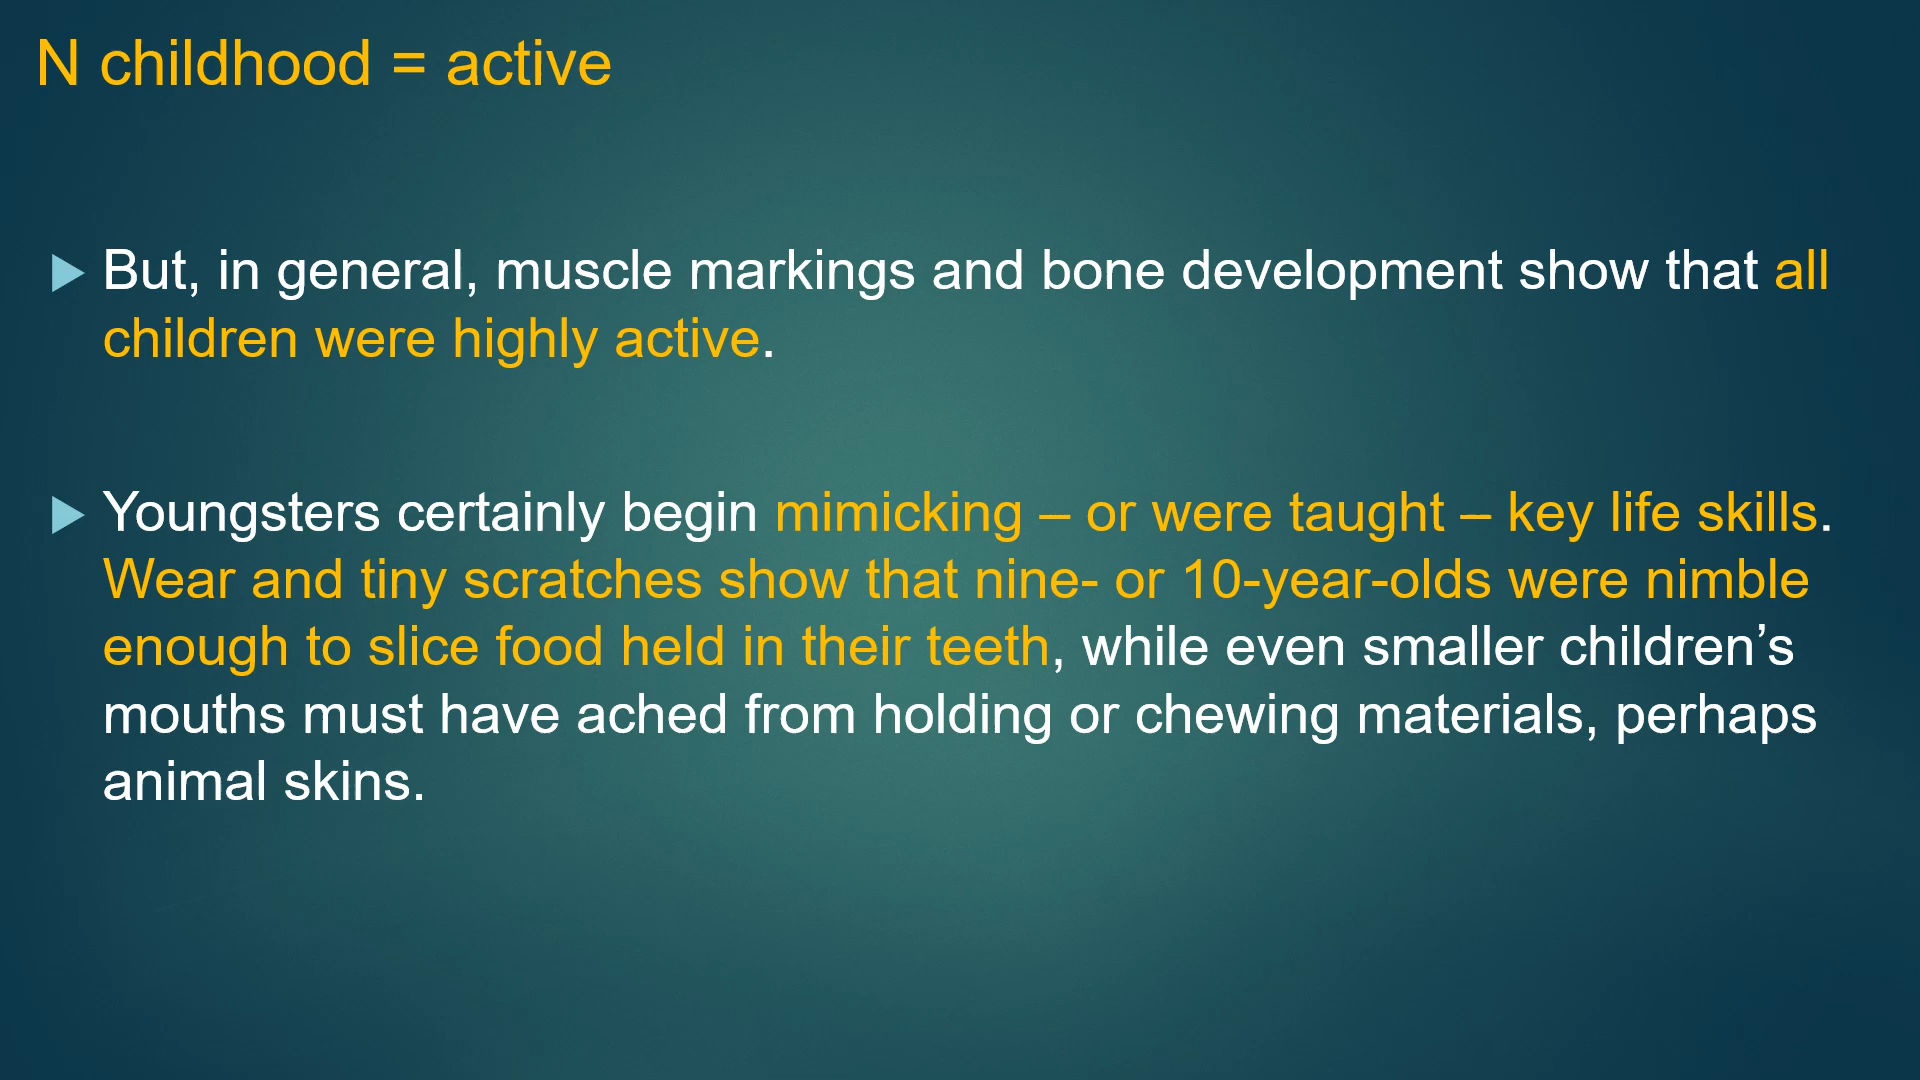 N childhood = active
But, in general, muscle markings and bone development show that all
children were highly active.
Youngsters certainly begin mimicking – or were taught – key life skills.
Wear and tiny scratches show that nine- or 10-year-olds were nimble
enough to slice food held in their teeth, while even smaller children’s
mouths must have ached from holding or chewing materials, perhaps
animal skins.